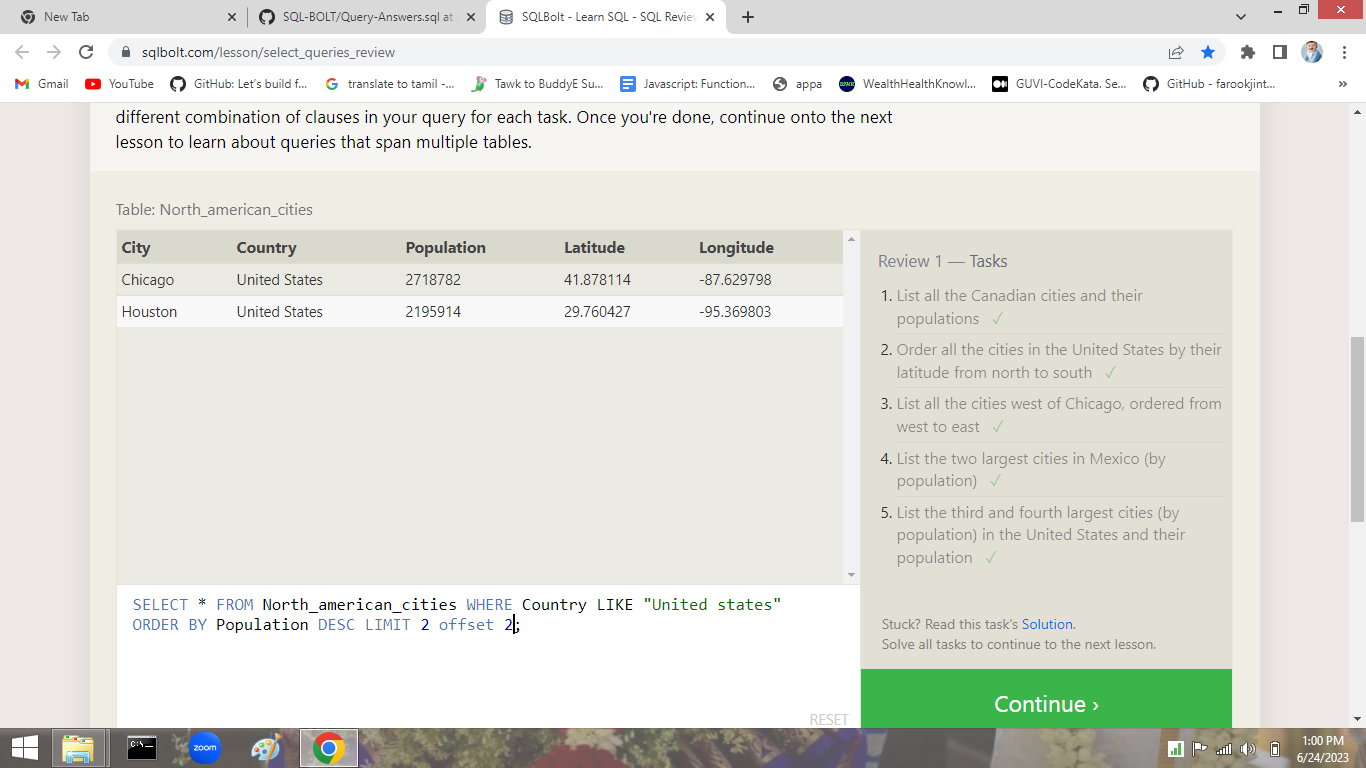 New Tab
SQL-BOLT/Query-Answers.sql at
SQLBolt - Learn SQL - SQL Review
sqlbolt.com/lesson/select_queries_review
Gmail
YouTube
GitHub: Let's build f...
translate to tamil -...
Tawk to BuddyE Su...
Javascript: Function...
appa
WealthHealthKnowl...
GUVI-CodeKata. Se...
GitHub - farookjint...
»
different combination of clauses in your query for each task. Once you're done, continue onto the next
lesson to learn about queries that span multiple tables.
Table: North_american_cities
City Country Population Latitude Longitude
Chicago United States 2718782 41.878114 -87.629798
Houston United States 2195914 29.760427 -95.369803
SELECT * FROM North_american_cities WHERE Country LIKE "United states"
ORDER BY Population DESC LIMIT 2 offset 2;
RESET
Review 1 — Tasks
1. List all the Canadian cities and their
populations ✓
2. Order all the cities in the United States by their
latitude from north to south ✓
3. List all the cities west of Chicago, ordered from
west to east ✓
4. List the two largest cities in Mexico (by
population) ✓
5. List the third and fourth largest cities (by
population) in the United States and their
population ✓
Stuck? Read this task's Solution.
Solve all tasks to continue to the next lesson.
Continue ›
C:\_
zoom
1:00 PM
6/24/2023